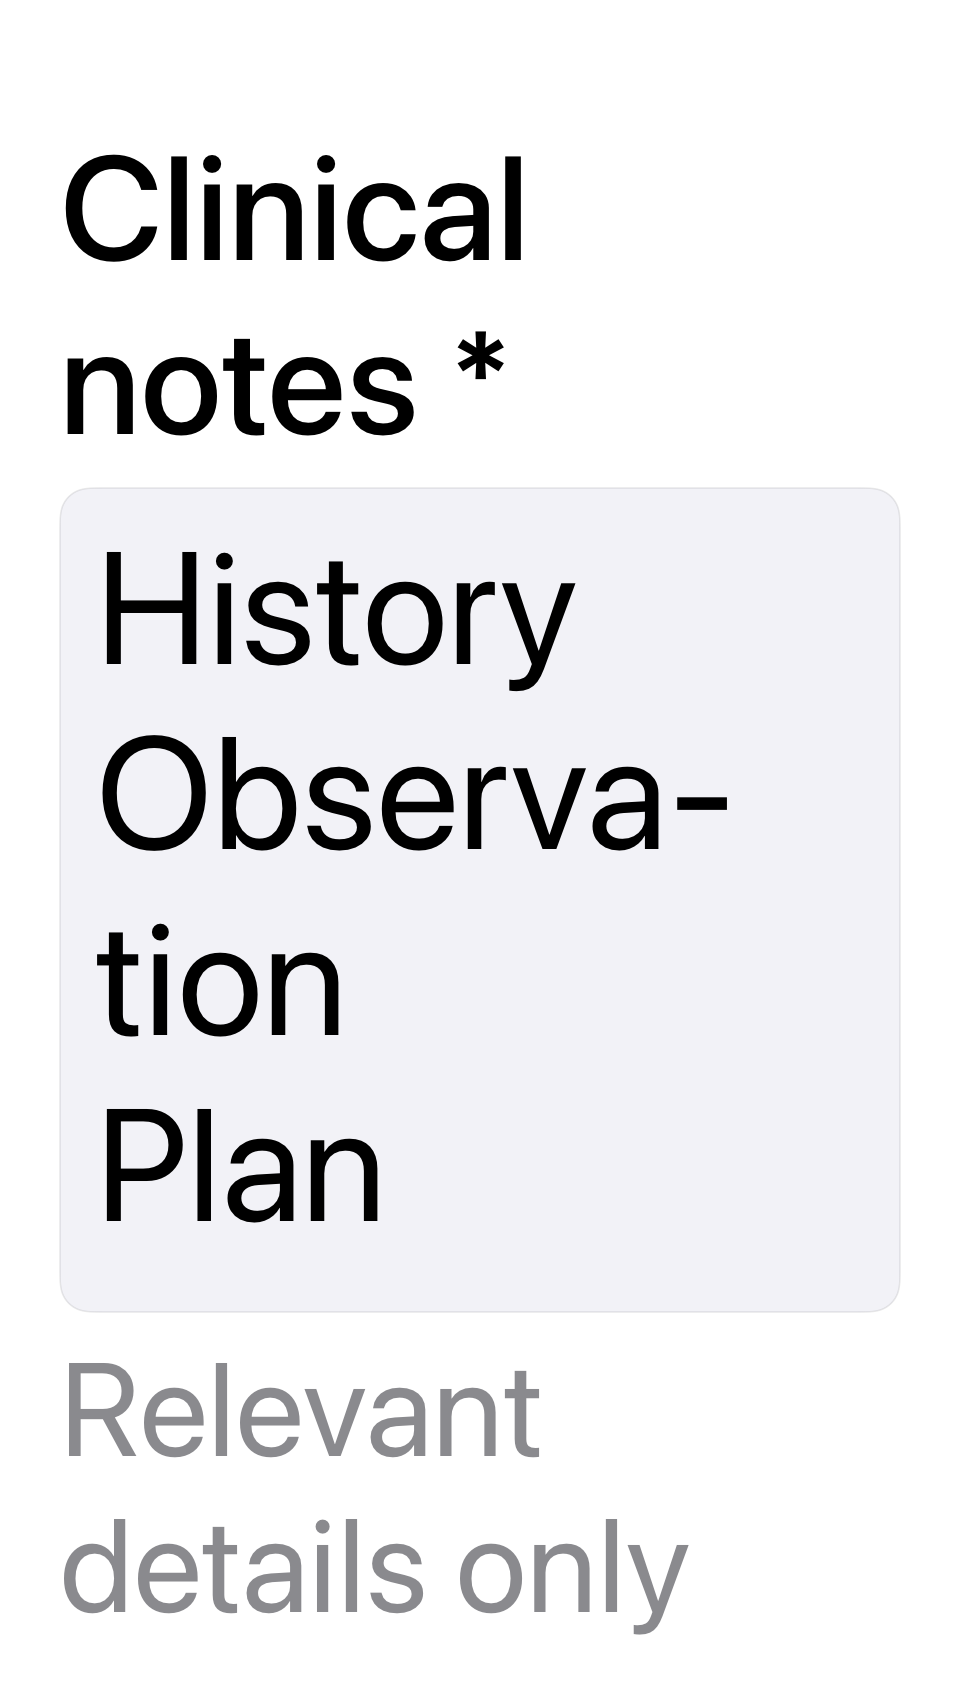 Clinical
notes *
History
Observa-
tion
Plan
Relevant
details only